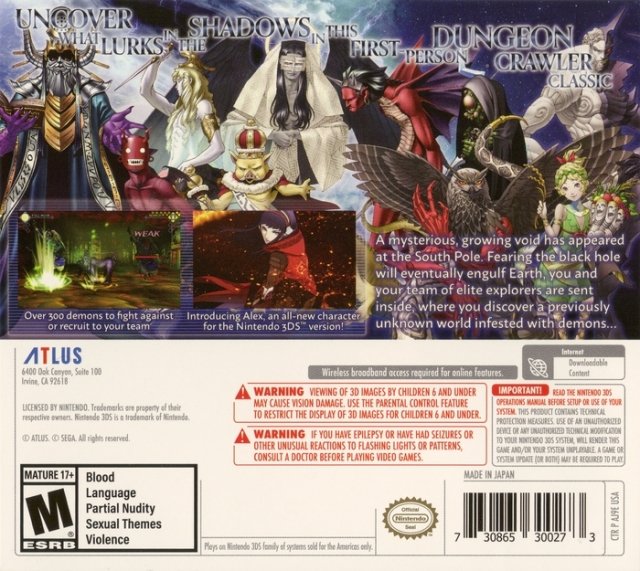 UNCOVER
WHAT LURKS IN THE SHADOWS IN THIS
FIRST-PERSON DUNGEON
CRAWLER
CLASSIC
WEAK
Over 300 demons to fight against
or recruit to your team
Introducing Alex, an all-new character
for the Nintendo 3DS™ version!
A mysterious, growing void has appeared
at the South Pole. Fearing the black hole
will eventually engulf Earth, you and
your team of elite explorers are sent
inside, where you discover a previously
unknown world infested with demons...
ATLUS
6400 Oak Canyon, Suite 100
Irvine, CA 92618
LICENSED BY NINTENDO. Trademarks are property of their
respective owners. Nintendo 3DS is a trademark of Nintendo.
© ATLUS. © SEGA. All rights reserved.
Wireless broadband access required for online features.
Internet
Downloadable
Content
WARNING VIEWING OF 3D IMAGES BY CHILDREN 6 AND UNDER
MAY CAUSE VISION DAMAGE. USE THE PARENTAL CONTROL FEATURE
TO RESTRICT THE DISPLAY OF 3D IMAGES FOR CHILDREN 6 AND UNDER.
WARNING IF YOU HAVE EPILEPSY OR HAVE HAD SEIZURES OR
OTHER UNUSUAL REACTIONS TO FLASHING LIGHTS OR PATTERNS,
CONSULT A DOCTOR BEFORE PLAYING VIDEO GAMES.
IMPORTANT! READ THE NINTENDO 3DS
OPERATIONS MANUAL BEFORE SETUP OR USE OF YOUR
SYSTEM. THIS PRODUCT CONTAINS TECHNICAL
PROTECTION MEASURES. USE OF AN UNAUTHORIZED
DEVICE OR ANY UNAUTHORIZED TECHNICAL MODIFICATION
TO YOUR NINTENDO 3DS SYSTEM, WILL RENDER THIS
GAME AND/OR YOUR SYSTEM UNPLAYABLE. A GAME OR
SYSTEM UPDATE (OR BOTH) MAY BE REQUIRED TO PLAY.
MATURE 17+
M
ESRB
Blood
Language
Partial Nudity
Sexual Themes
Violence
Plays on Nintendo 3DS family of systems sold for the Americas only.
Official
Nintendo
Seal
MADE IN JAPAN
7 30865 30027 3
CTR P AJ9E USA